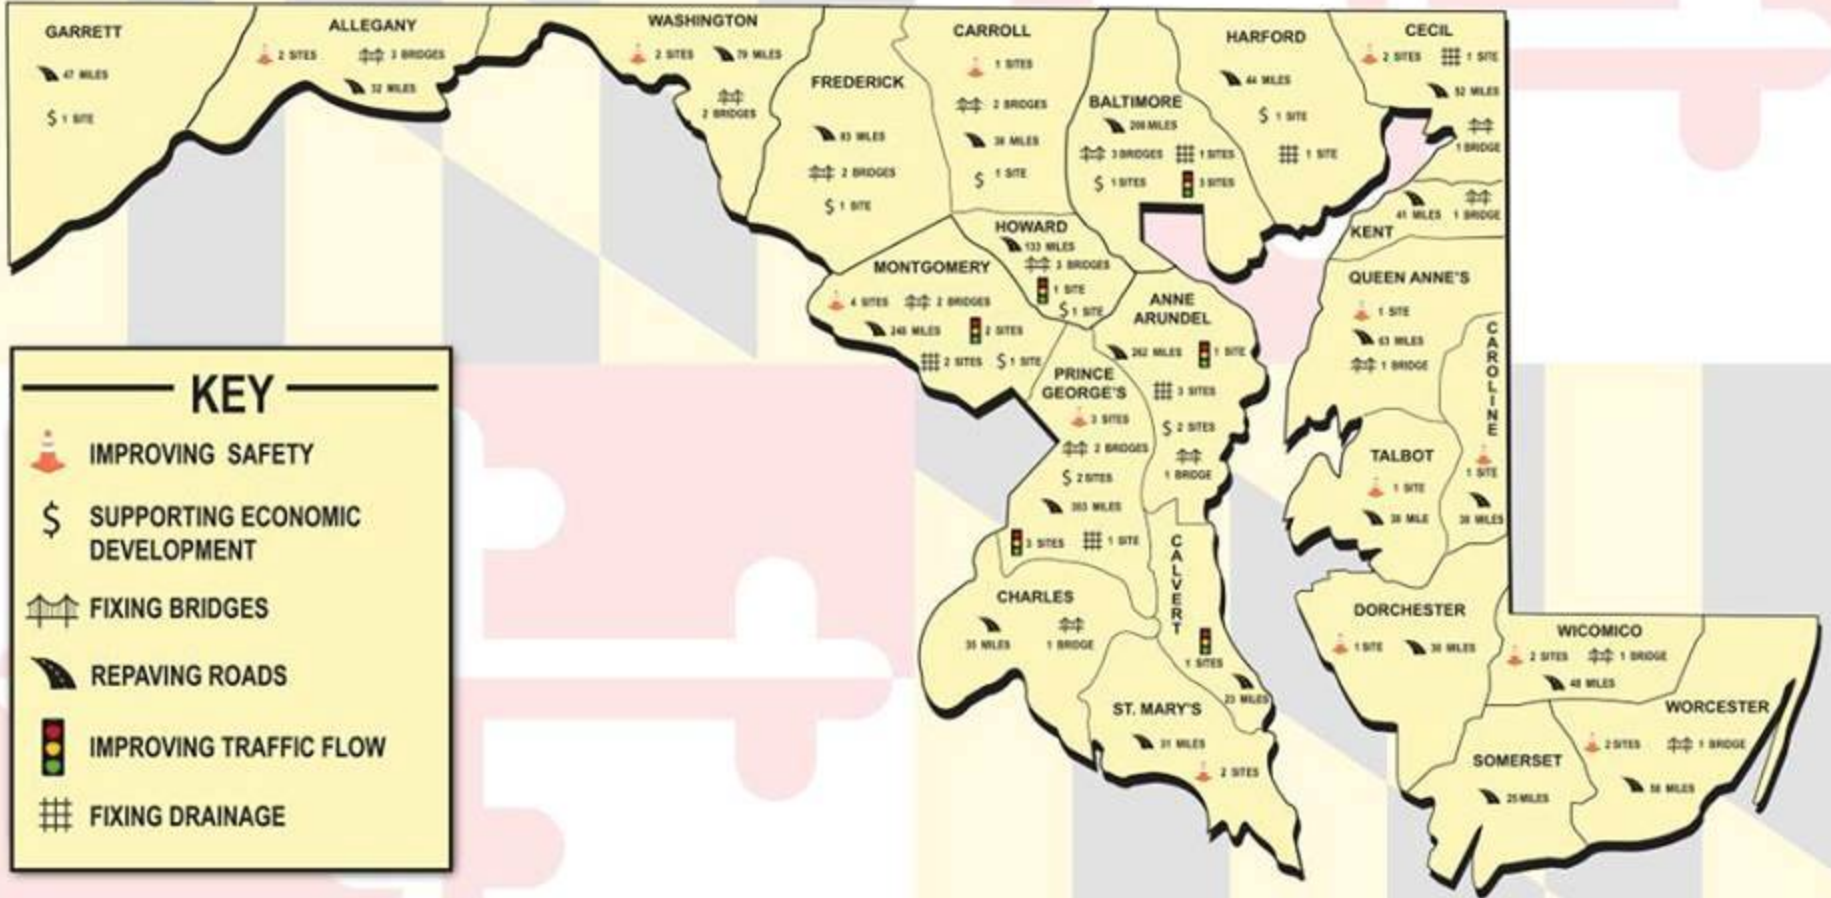 GARRETT
47 MILES
$ 1 SITE
ALLEGANY
2 SITES 3 BRIDGES
32 MILES
WASHINGTON
2 SITES 79 MILES
2 BRIDGES
FREDERICK
83 MILES
2 BRIDGES
$ 1 SITE
CARROLL
1 SITES
2 BRIDGES
38 MILES
$ 1 SITE
BALTIMORE
208 MILES
3 BRIDGES 1 SITES
$ 1 SITES 3 SITES
HARFORD
44 MILES
$ 1 SITE
1 SITE
CECIL
2 SITES 1 SITE
52 MILES
1 BRIDGE
41 MILES 1 BRIDGE
KENT
HOWARD
133 MILES
3 BRIDGES
1 SITE
$ 1 SITE
MONTGOMERY
4 SITES 2 BRIDGES
MILES 2 SITES
2 SITES $ 1 SITE
ANNE
ARUNDEL
262 MILES 1 SITE
3 SITES
$ 2 SITES
1 BRIDGE
QUEEN ANNE'S
1 SITE
63 MILES
1 BRIDGE
CAROLINE
1 SITE
MILES
PRINCE
GEORGE'S
3 SITES
2 BRIDGES
$ 2 SITES
MILES
3 SITES 1 SITE
TALBOT
1 SITE
MILE
CALVERT
1 SITES
23 MILES
CHARLES
35 MILES 1 BRIDGE
ST. MARY'S
31 MILES
2 SITES
DORCHESTER
1 SITE MILES
WICOMICO
2 SITES 1 BRIDGE
48 MILES
WORCESTER
2 SITES 1 BRIDGE
MILES
SOMERSET
25 MILES
KEY
IMPROVING SAFETY
$ SUPPORTING ECONOMIC
DEVELOPMENT
FIXING BRIDGES
REPAVING ROADS
IMPROVING TRAFFIC FLOW
FIXING DRAINAGE